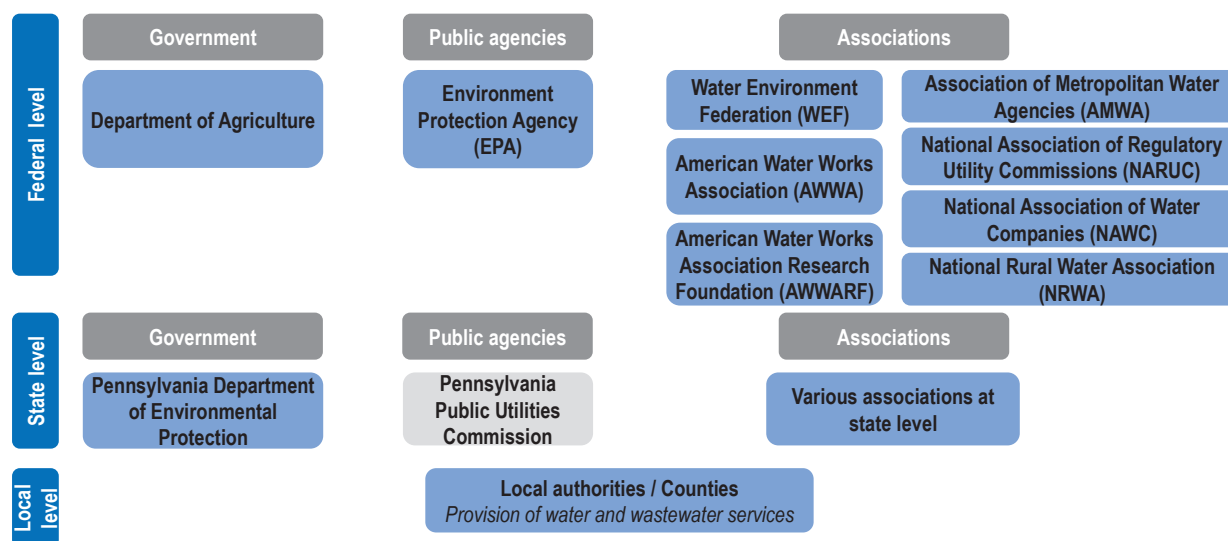 Federal level
Government
Public agencies
Associations
Department of Agriculture
Environment
Protection Agency
(EPA)
Water Environment
Federation (WEF)
American Water Works
Association (AWWA)
American Water Works
Association Research
Foundation (AWWARF)
Association of Metropolitan Water
Agencies (AMWA)
National Association of Regulatory
Utility Commissions (NARUC)
National Association of Water
Companies (NAWC)
National Rural Water Association
(NRWA)
State level
Government
Public agencies
Associations
Pennsylvania Department
of Environmental
Protection
Pennsylvania
Public Utilities
Commission
Various associations at
state level
Local
level
Local authorities / Counties
Provision of water and wastewater services